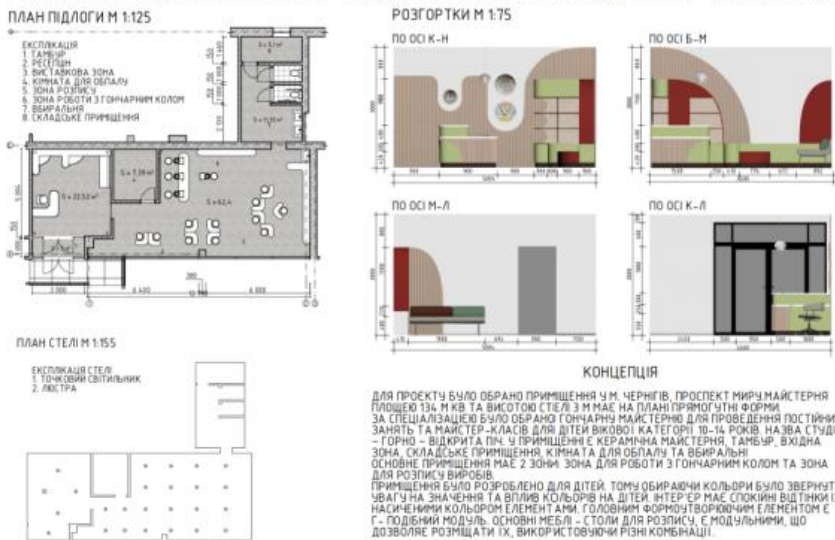 ПЛАН ПІДЛОГИ М 1:125
ЕКСПЛІКАЦІЯ
1. ТАМБУР
2. РЕСЕПШН
3. ВИСТАВКОВА ЗОНА
4. КІМНАТА ДЛЯ ОБПАЛУ
5. ЗОНА РОЗПИСУ
6. ЗОНА РОБОТИ З ГОНЧАРНИМ КОЛОМ
7. ВБИРАЛЬНЯ
8. СКЛАДСЬКЕ ПРИМІЩЕННЯ
S = 62,4
3 000
6 400
6 000
ПЛАН СТЕЛІ М 1:155
ЕКСПЛІКАЦІЯ СТЕЛІ
1. ТОЧКОВИЙ СВІТИЛЬНИК
2. ЛЮСТРА
РОЗГОРТКИ М 1:75
ПО ОСІ К-Н
ПО ОСІ Б-М
ПО ОСІ М-Л
ПО ОСІ К-Л
КОНЦЕПЦІЯ
ДЛЯ ПРОЄКТУ БУЛО ОБРАНО ПРИМІЩЕННЯ У М. ЧЕРНІГІВ, ПРОСПЕКТ МИРУ.МАЙСТЕРНЯ
ПЛОЩЕЮ 134 М КВ ТА ВИСОТОЮ СТЕЛІ 3 М МАЄ НА ПЛАНІ ПРЯМОКУТНІ ФОРМИ.
ЗА СПЕЦІАЛІЗАЦІЄЮ БУЛО ОБРАНО ГОНЧАРНУ МАЙСТЕРНЮ ДЛЯ ПРОВЕДЕННЯ ПОСТІЙНИ
ЗАНЯТЬ ТА МАЙСТЕР-КЛАСІВ ДЛЯ ДІТЕЙ ВІКОВОЇ КАТЕГОРІЇ 10-14 РОКІВ. НАЗВА СТУДІ
- ГОРНО - ВІДКРИТА ПІЧ. У ПРИМІЩЕННІ Є КЕРАМІЧНА МАЙСТЕРНЯ, ТАМБУР, ВХІДНА
ЗОНА, СКЛАДСЬКЕ ПРИМІЩЕННЯ, КІМНАТА ДЛЯ ОБПАЛУ ТА ВБИРАЛЬНІ
ОСНОВНЕ ПРИМІЩЕННЯ МАЄ 2 ЗОНИ: ЗОНА ДЛЯ РОБОТИ З ГОНЧАРНИМ КОЛОМ ТА ЗОНА
ДЛЯ РОЗПИСУ ВИРОБІВ.
ПРИМІЩЕННЯ БУЛО РОЗРОБЛЕНО ДЛЯ ДІТЕЙ. ТОМУ ОБИРАЮЧИ КОЛЬОРИ БУЛО ЗВЕРНУТ
УВАГУ НА ЗНАЧЕННЯ ТА ВПЛИВ КОЛЬОРІВ НА ДІТЕЙ. ІНТЕР'ЄР МАЄ СПОКІЙНІ ВІДТІНКИ І
НАСИЧЕНИМИ КОЛЬОРОМ ЕЛЕМЕНТАМИ. ГОЛОВНИМ ФОРМОУТВОРЮЮЧИМ ЕЛЕМЕНТОМ Є
Г- ПОДІБНИЙ МОДУЛЬ. ОСНОВНІ МЕБЛІ - СТОЛИ ДЛЯ РОЗПИСУ, Є МОДУЛЬНИМИ, ЩО
ДОЗВОЛЯЄ РОЗМІЩАТИ ЇХ, ВИКОРИСТОВУЮЧИ РІЗНІ КОМБІНАЦІЇ.